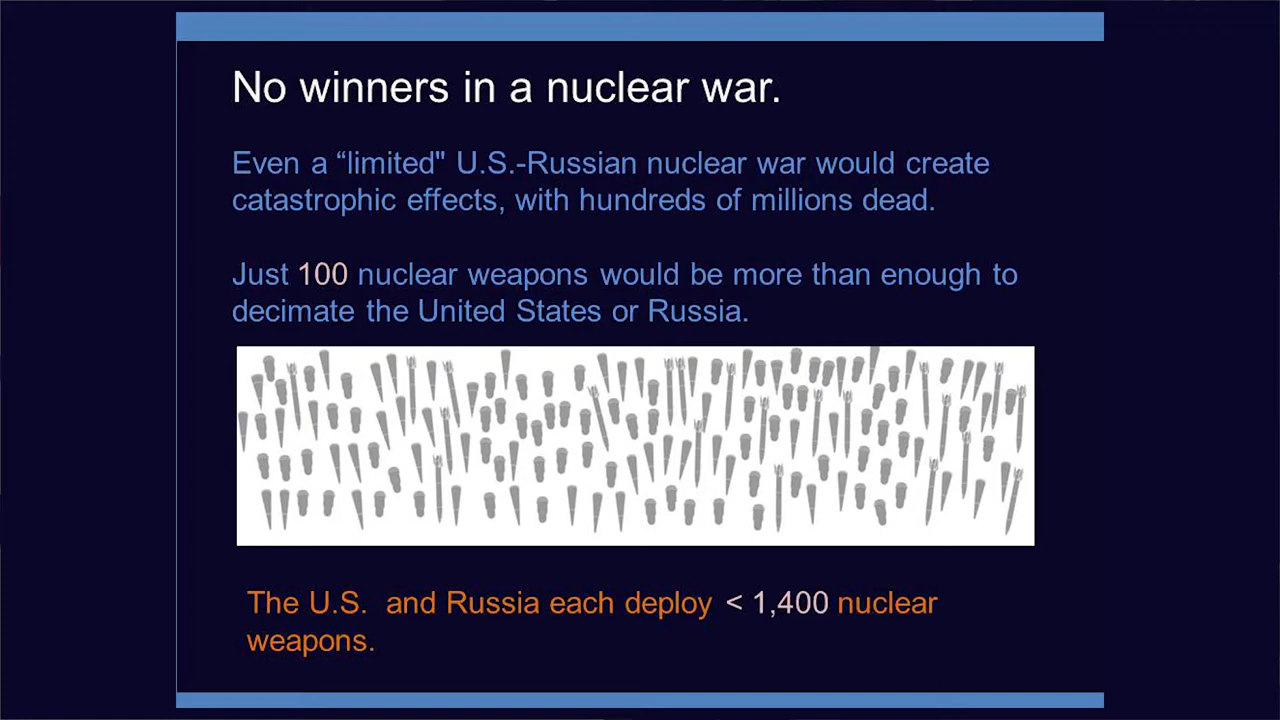 No winners in a nuclear war.
Even a “limited" U.S.-Russian nuclear war would create
catastrophic effects, with hundreds of millions dead.
Just 100 nuclear weapons would be more than enough to
decimate the United States or Russia.
The U.S.  and Russia each deploy < 1,400 nuclear
weapons.